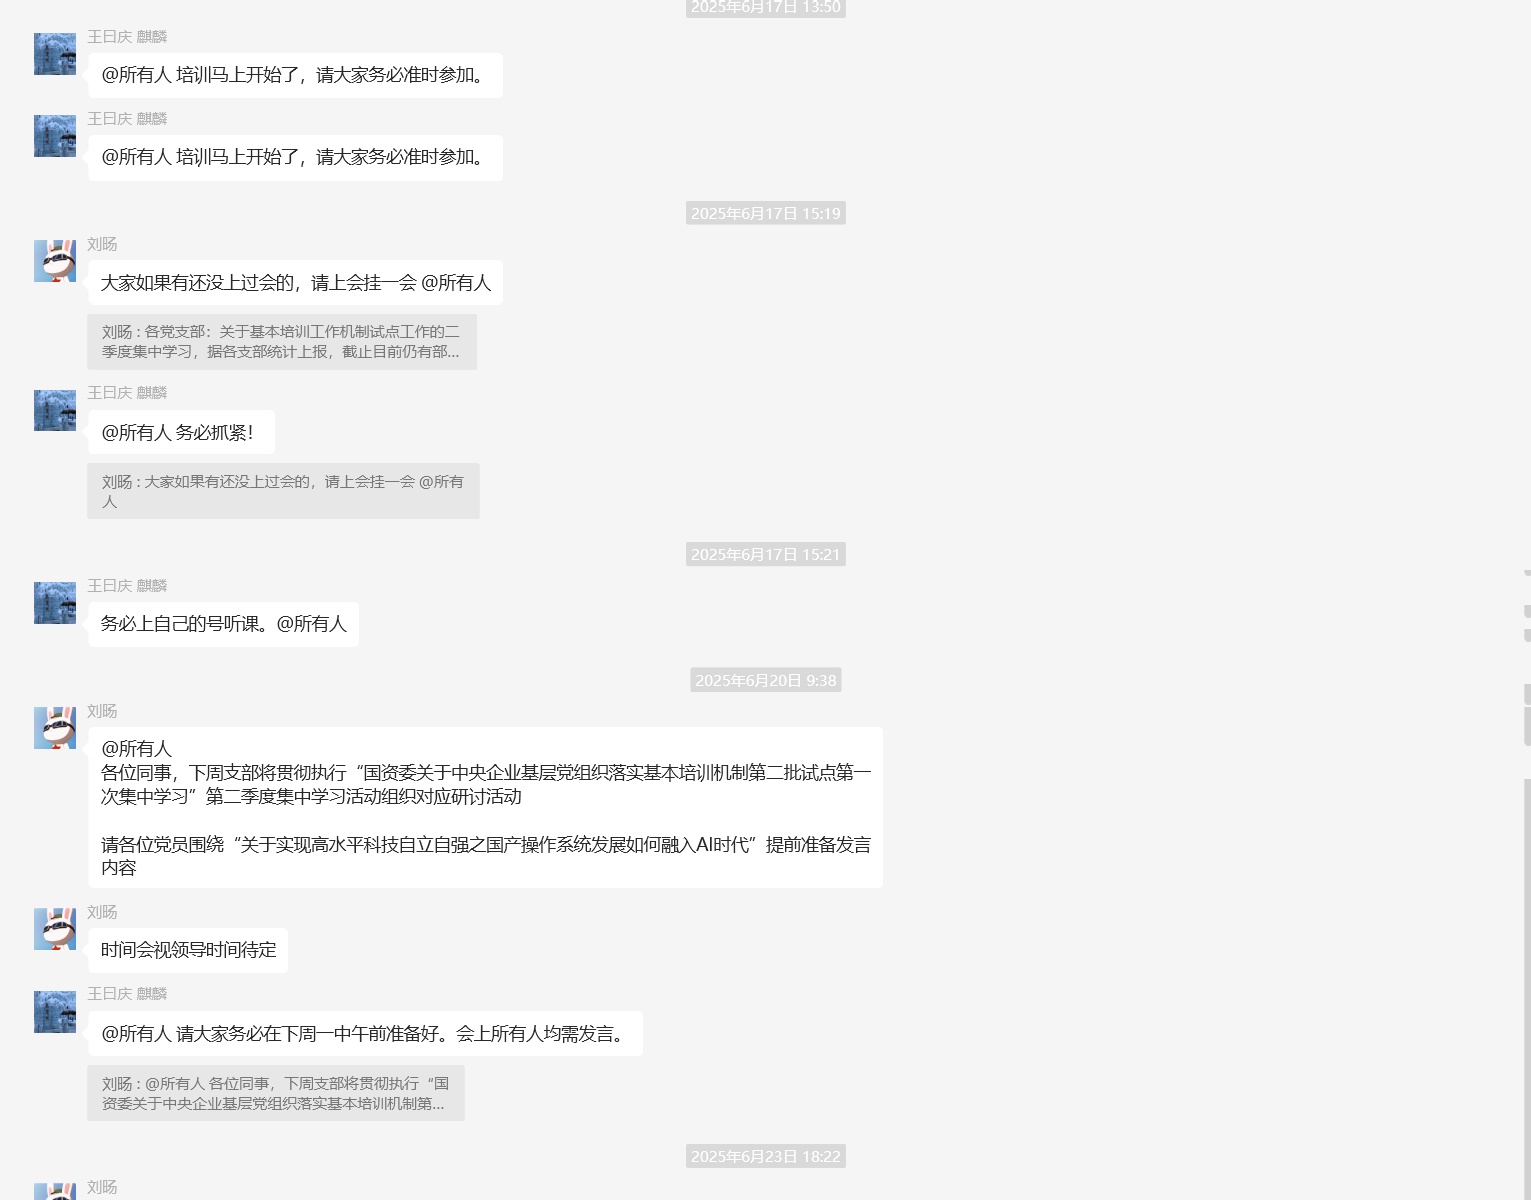 2025年6月17日 13:50
王日庆 麒麟
@所有人 培训马上开始了，请大家务必准时参加。
王日庆 麒麟
@所有人 培训马上开始了，请大家务必准时参加。
2025年6月17日 15:19
刘旸
大家如果有还没上过会的，请上会挂一会 @所有人
刘旸 : 各党支部：关于基本培训工作机制试点工作的二
季度集中学习，据各支部统计上报，截止目前仍有部...
王日庆 麒麟
@所有人 务必抓紧！
刘旸 : 大家如果有还没上过会的，请上会挂一会 @所有
人
2025年6月17日 15:21
王日庆 麒麟
务必上自己的号听课。@所有人
2025年6月20日 9:38
刘旸
@所有人
各位同事，下周支部将贯彻执行“国资委关于中央企业基层党组织落实基本培训机制第二批试点第一
次集中学习”第二季度集中学习活动组织对应研讨活动
请各位党员围绕“关于实现高水平科技自立自强之国产操作系统发展如何融入AI时代”提前准备发言
内容
刘旸
时间会视领导时间待定
王日庆 麒麟
@所有人 请大家务必在下周一中午前准备好。会上所有人均需发言。
刘旸 : @所有人 各位同事，下周支部将贯彻执行“国
资委关于中央企业基层党组织落实基本培训机制第...
2025年6月23日 18:22
刘旸